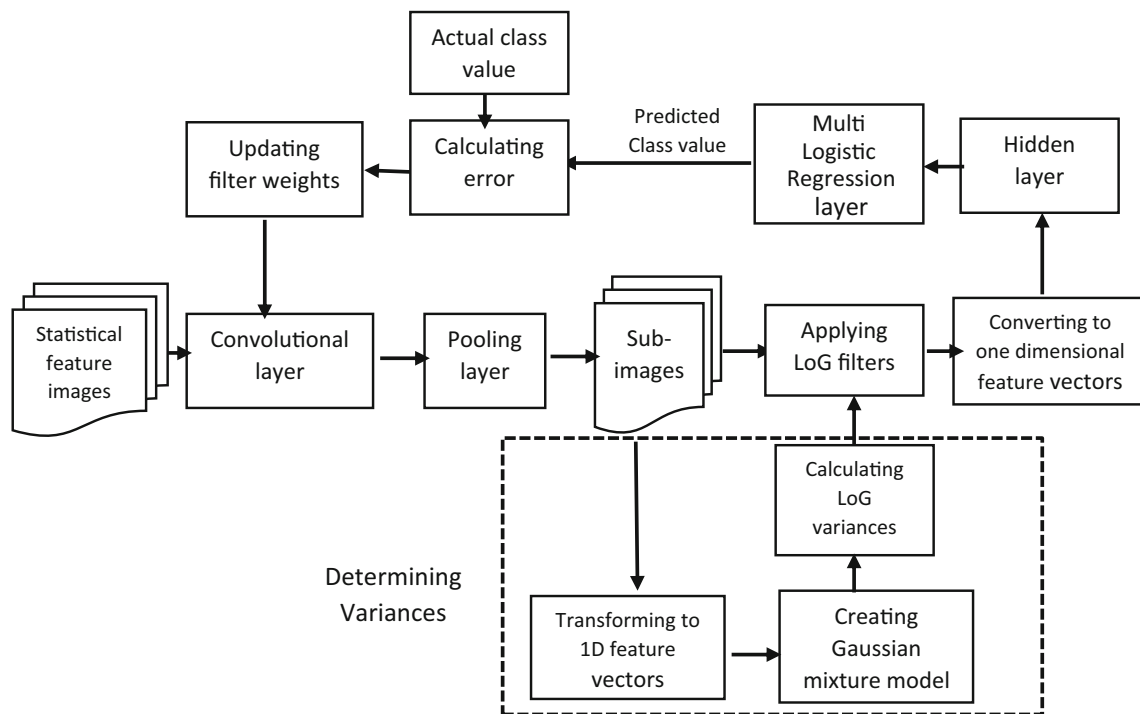 Actual class
value
Updating
filter weights
Calculating
error
Predicted
Class value
Multi
Logistic
Regression
layer
Hidden
layer
Statistical
feature
images
Convolutional
layer
Pooling
layer
Sub-
images
Applying
LoG filters
Converting to
one dimensional
feature vectors
Calculating
LoG
variances
Determining
Variances
Transforming to
1D feature
vectors
Creating
Gaussian
mixture model